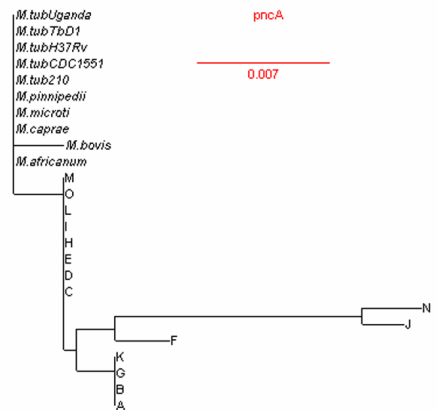 M.tubUganda
pncA
M.tubTbD1
M.tubH37Rv
M.tubCDC1551
0.007
M.tub210
M.pinnipedii
M.microti
M.caprae
M.bovis
M.africanum
M
O
L
I
H
E
D
C
N
J
F
K
G
B
A